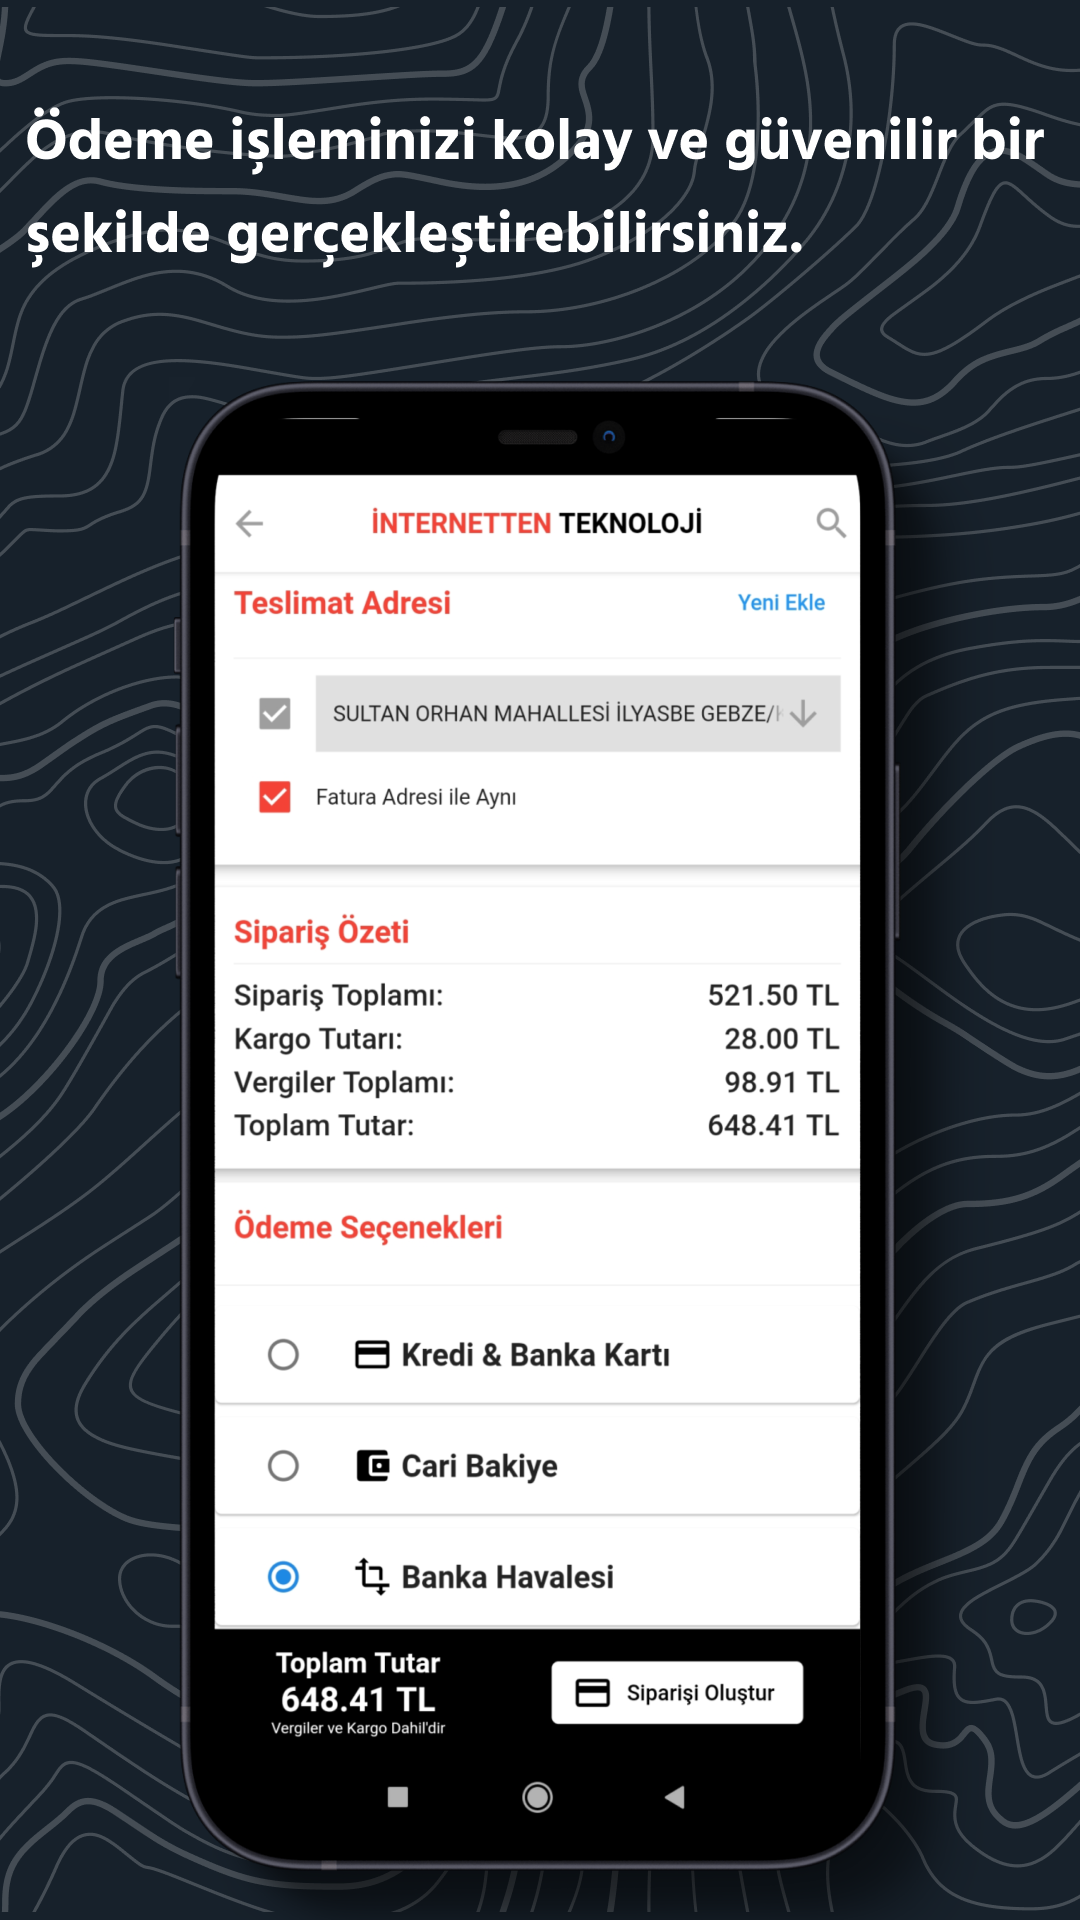 Ödeme işleminizi kolay ve güvenilir bir
şekilde gerçekleştirebilirsiniz.
İNTERNETTEN TEKNOLOJİ
Teslimat Adresi
Yeni Ekle
SULTAN ORHAN MAHALLESİ İLYASBE GEBZE/
Fatura Adresi ile Aynı
Sipariş Özeti
Sipariş Toplamı: 521.50 TL
Kargo Tutarı: 28.00 TL
Vergiler Toplamı: 98.91 TL
Toplam Tutar: 648.41 TL
Ödeme Seçenekleri
Kredi & Banka Kartı
Cari Bakiye
Banka Havalesi
Toplam Tutar
648.41 TL
Vergiler ve Kargo Dahil'dir
Siparişi Oluştur